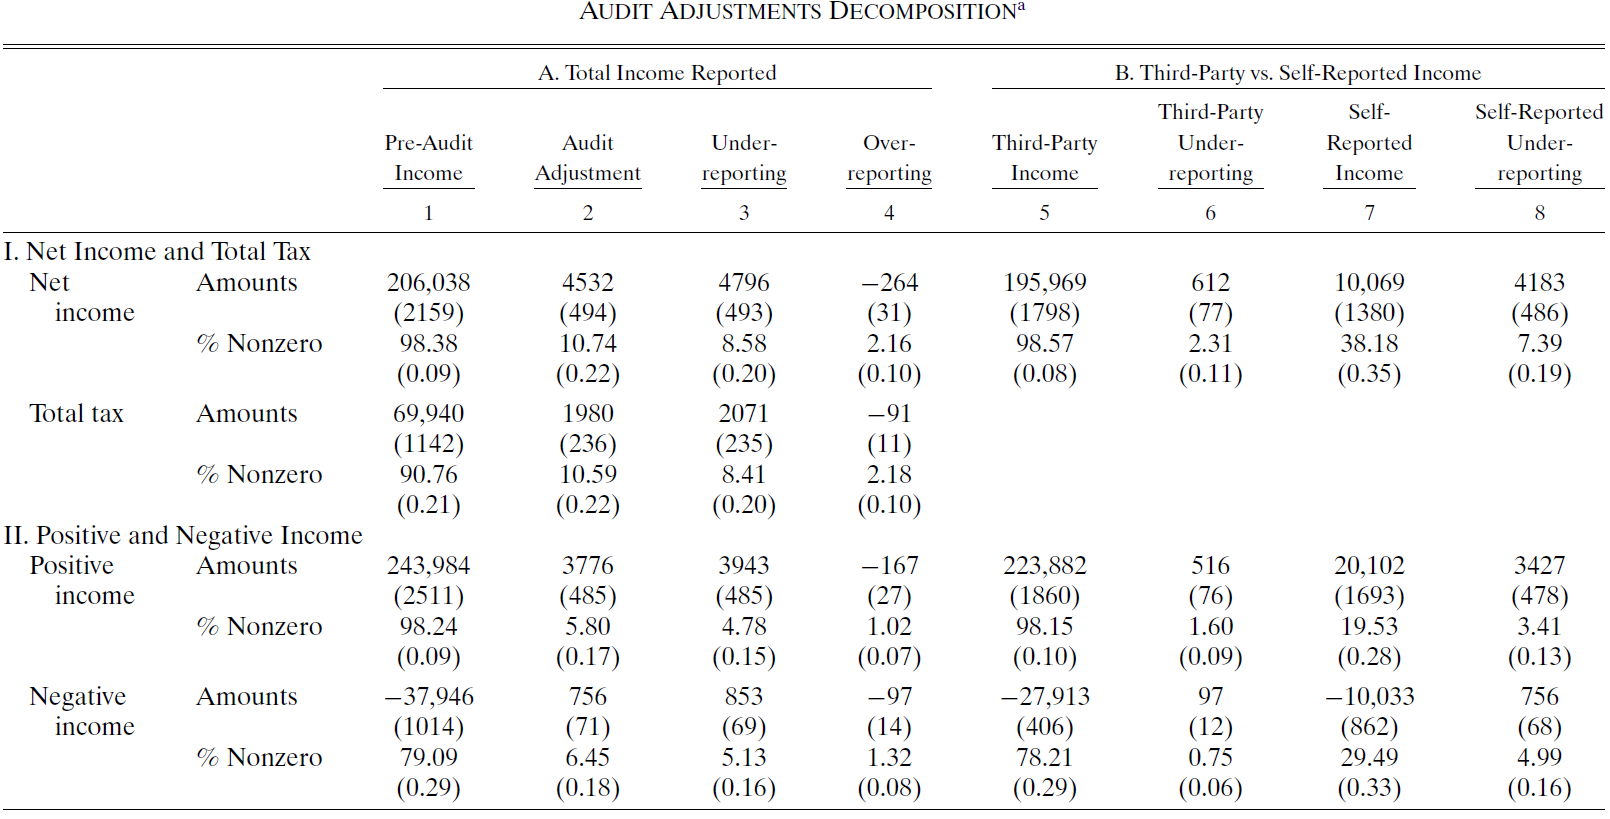 AUDIT ADJUSTMENTS DECOMPOSITIONa
A. Total Income Reported B. Third-Party vs. Self-Reported Income
Third-Party Self- Self-Reported
Pre-Audit Audit Under- Over- Third-Party Under- Reported Under-
Income Adjustment reporting reporting Income reporting Income reporting
1 2 3 4 5 6 7 8
I. Net Income and Total Tax
Net Amounts 206,038 4532 4796 −264 195,969 612 10,069 4183
income (2159) (494) (493) (31) (1798) (77) (1380) (486)
% Nonzero 98.38 10.74 8.58 2.16 98.57 2.31 38.18 7.39
(0.09) (0.22) (0.20) (0.10) (0.08) (0.11) (0.35) (0.19)
Total tax Amounts 69,940 1980 2071 −91
(1142) (236) (235) (11)
% Nonzero 90.76 10.59 8.41 2.18
(0.21) (0.22) (0.20) (0.10)
II. Positive and Negative Income
Positive Amounts 243,984 3776 3943 −167 223,882 516 20,102 3427
income (2511) (485) (485) (27) (1860) (76) (1693) (478)
% Nonzero 98.24 5.80 4.78 1.02 98.15 1.60 19.53 3.41
(0.09) (0.17) (0.15) (0.07) (0.10) (0.09) (0.28) (0.13)
Negative Amounts −37,946 756 853 −97 −27,913 97 −10,033 756
income (1014) (71) (69) (14) (406) (12) (862) (68)
% Nonzero 79.09 6.45 5.13 1.32 78.21 0.75 29.49 4.99
(0.29) (0.18) (0.16) (0.08) (0.29) (0.06) (0.33) (0.16)